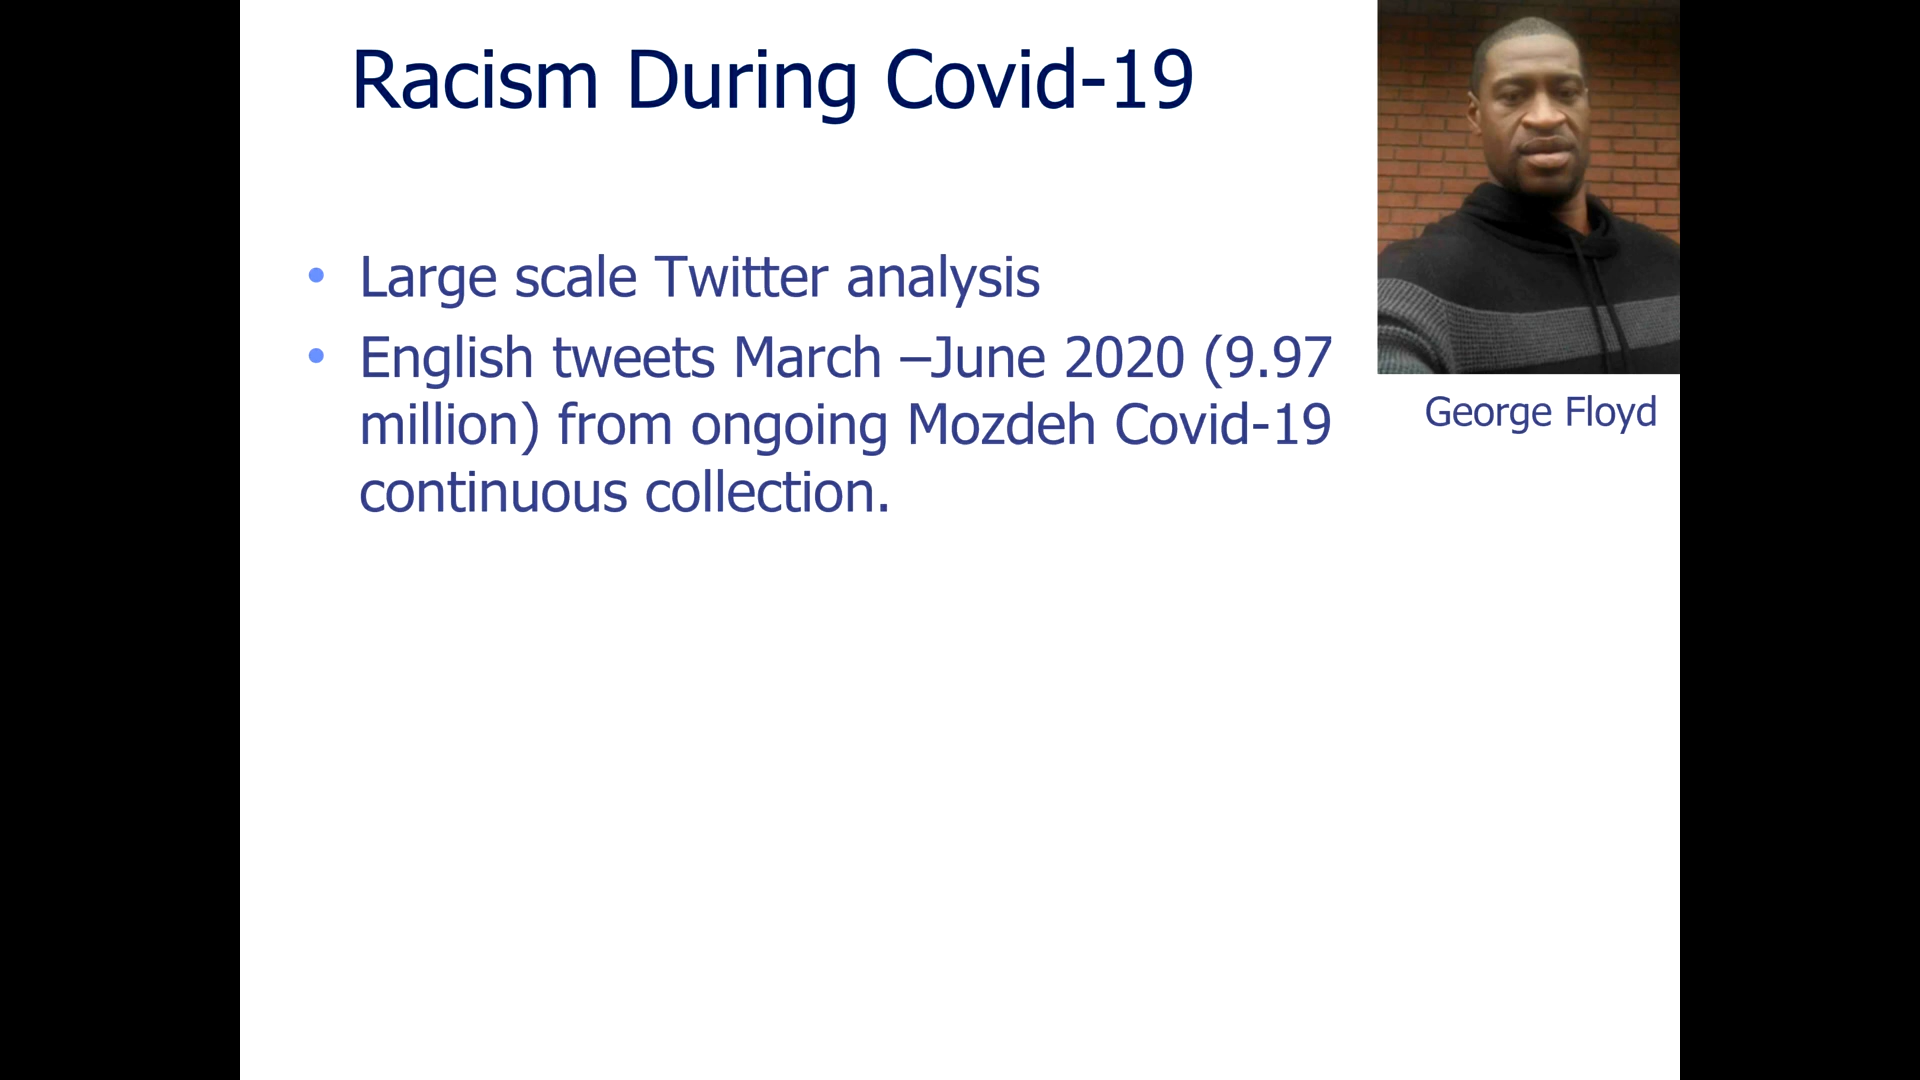 Racism During Covid-19
• Large scale Twitter analysis
• English tweets March –June 2020 (9.97
million) from ongoing Mozdeh Covid-19
continuous collection.
George Floyd